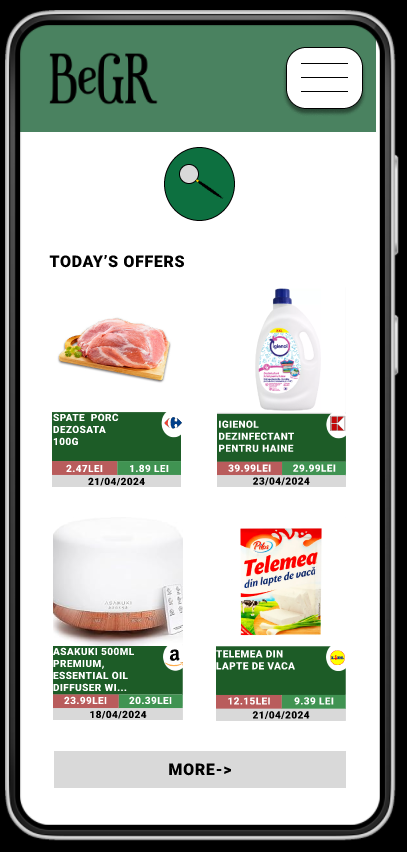 BeGR
TODAY'S OFFERS
SPATE PORC
DEZOSATA
100G
2.47LEI 1.89 LEI
21/04/2024
igienol
IGIENOL
DEZINFECTANT
PENTRU HAINE
39.99LEI 29.99LEI
23/04/2024
ASAKUKI
ASAKUKI 500ML
PREMIUM,
ESSENTIAL OIL
DIFFUSER WI...
a
23.99LEI 20.39LEI
18/04/2024
Pilos
Telemea
din lapte de vacă
TELEMEA DIN
LAPTE DE VACA
12.15LEI 9.39 LEI
21/04/2024
MORE->